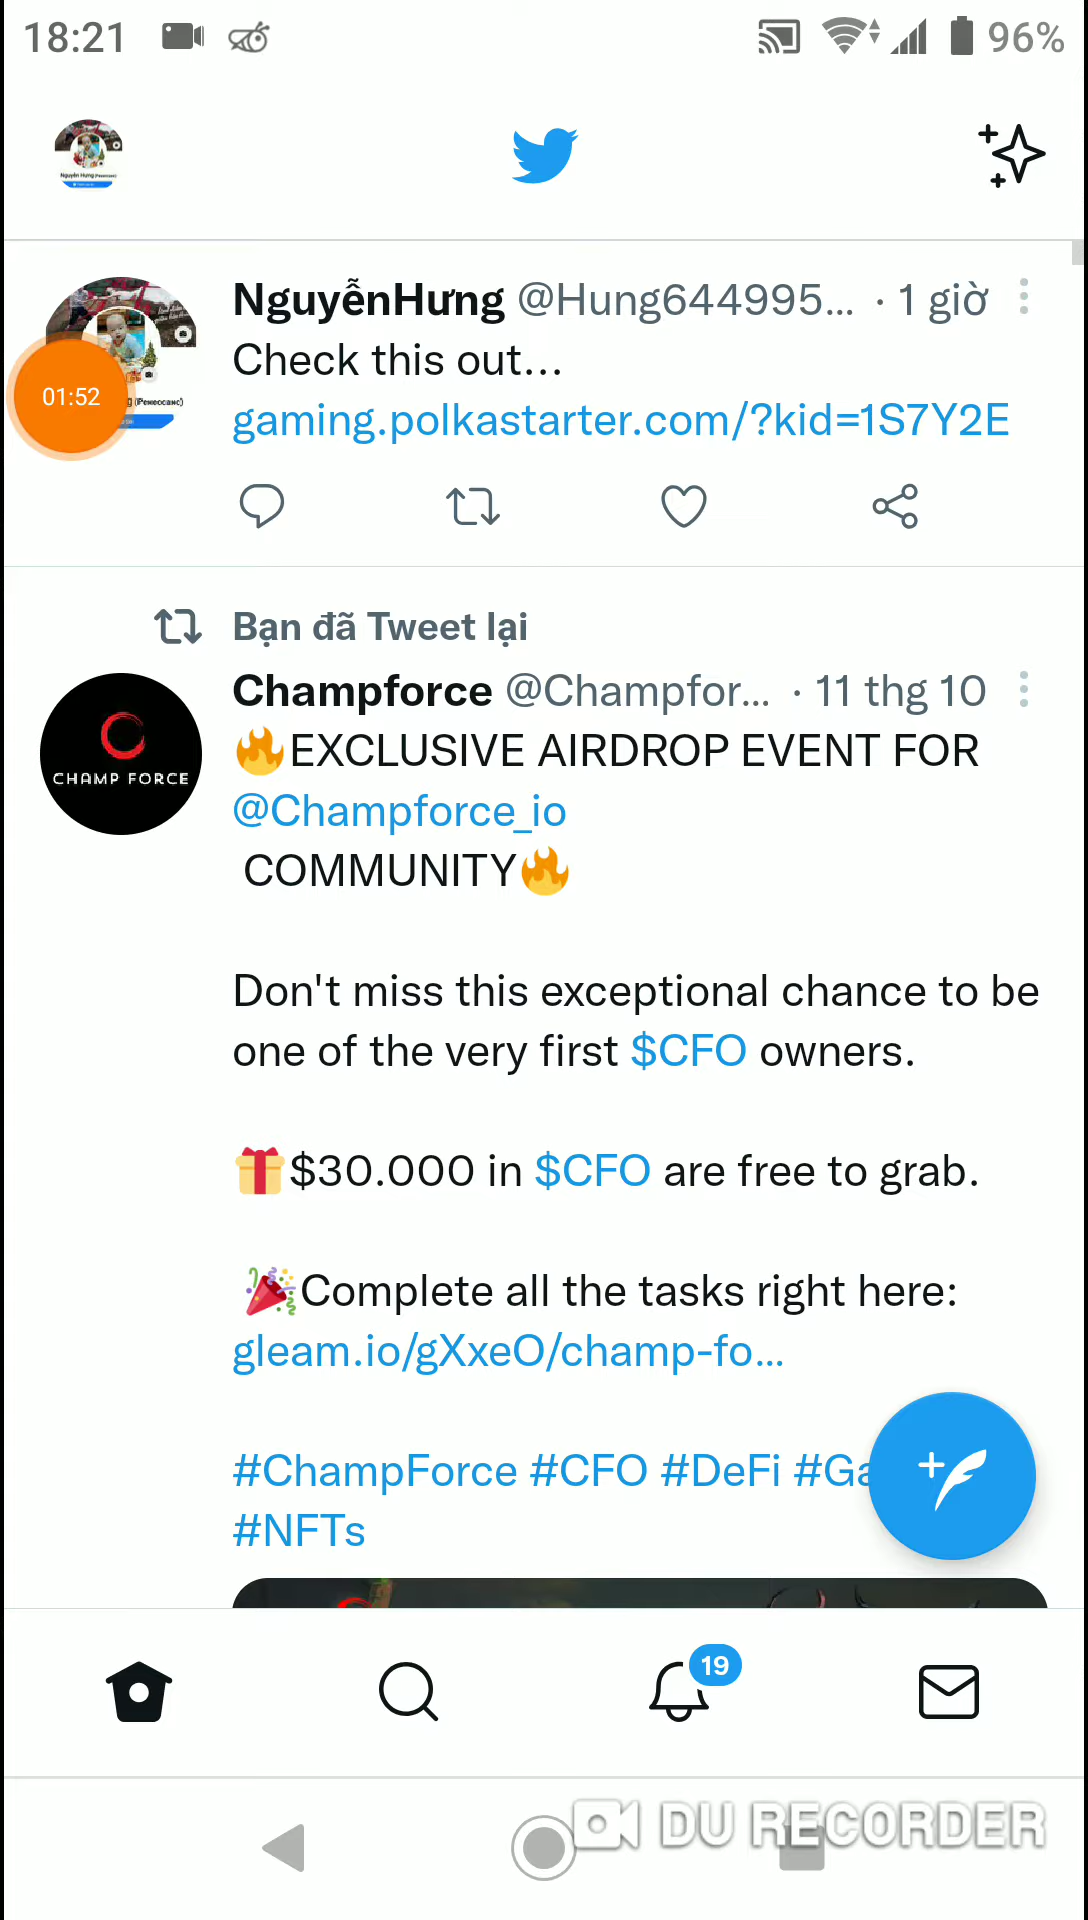 18:21
96%
NguyễnHưng @Hung644995... · 1 giờ
Check this out...
gaming.polkastarter.com/?kid=1S7Y2E
01:52
Bạn đã Tweet lại
Champforce @Champfor... · 11 thg 10
🔥EXCLUSIVE AIRDROP EVENT FOR
@Champforce_io
COMMUNITY🔥
CHAMP FORCE
Don't miss this exceptional chance to be
one of the very first $CFO owners.
🎁$30.000 in $CFO are free to grab.
🎉Complete all the tasks right here:
gleam.io/gXxeO/champ-fo...
#ChampForce #CFO #DeFi #Ga
#NFTs
19
DU RECORDER